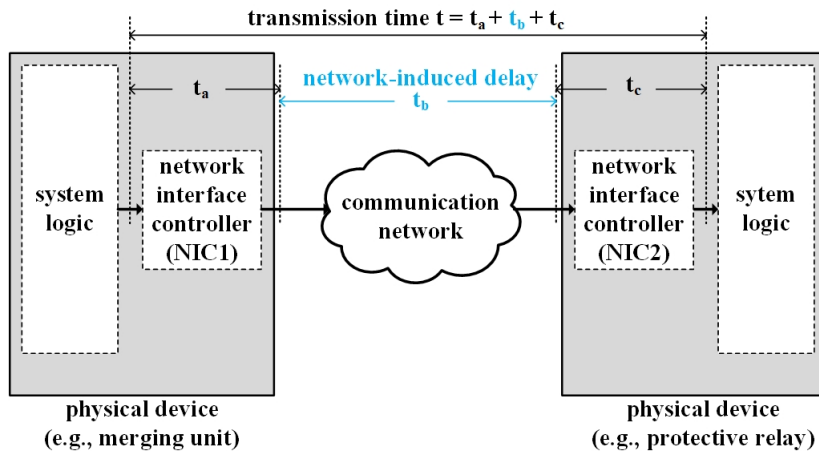 transmission time t = ta + tb + tc
ta
network-induced delay
tb
tc
system
logic
network
interface
controller
(NIC1)
communication
network
network
interface
controller
(NIC2)
sytem
logic
physical device
(e.g., merging unit)
physical device
(e.g., protective relay)